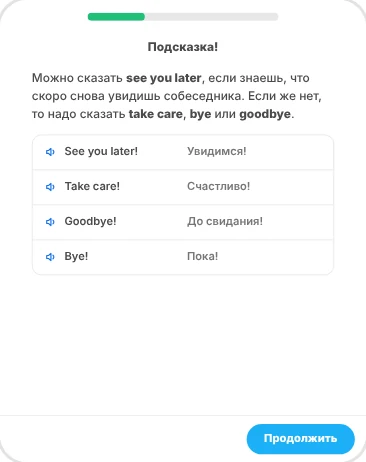 Подсказка!
Можно сказать see you later, если знаешь, что
скоро снова увидишь собеседника. Если же нет,
то надо сказать take care, bye или goodbye.
See you later! Увидимся!
Take care! Счастливо!
Goodbye! До свидания!
Bye! Пока!
Продолжить